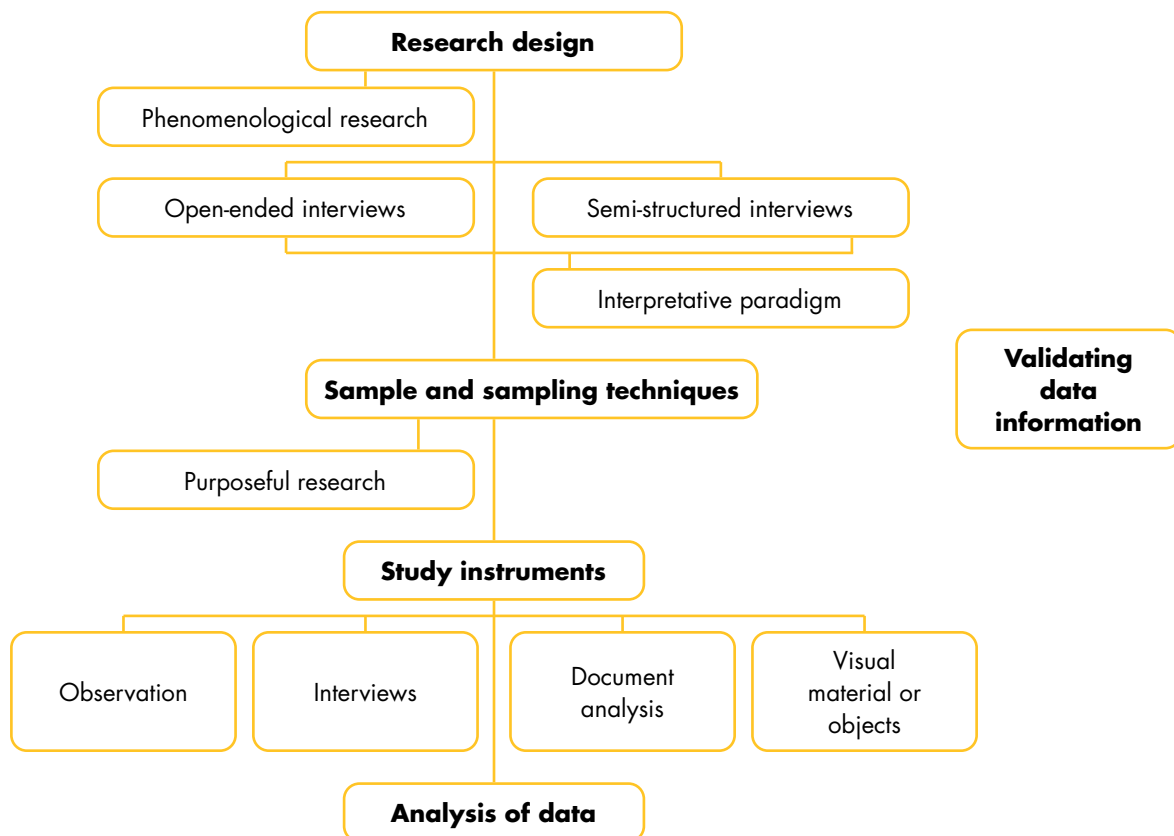 Research design
Phenomenological research
Open-ended interviews
Semi-structured interviews
Interpretative paradigm
Validating
data
information
Sample and sampling techniques
Purposeful research
Study instruments
Observation
Interviews
Document
analysis
Visual
material or
objects
Analysis of data